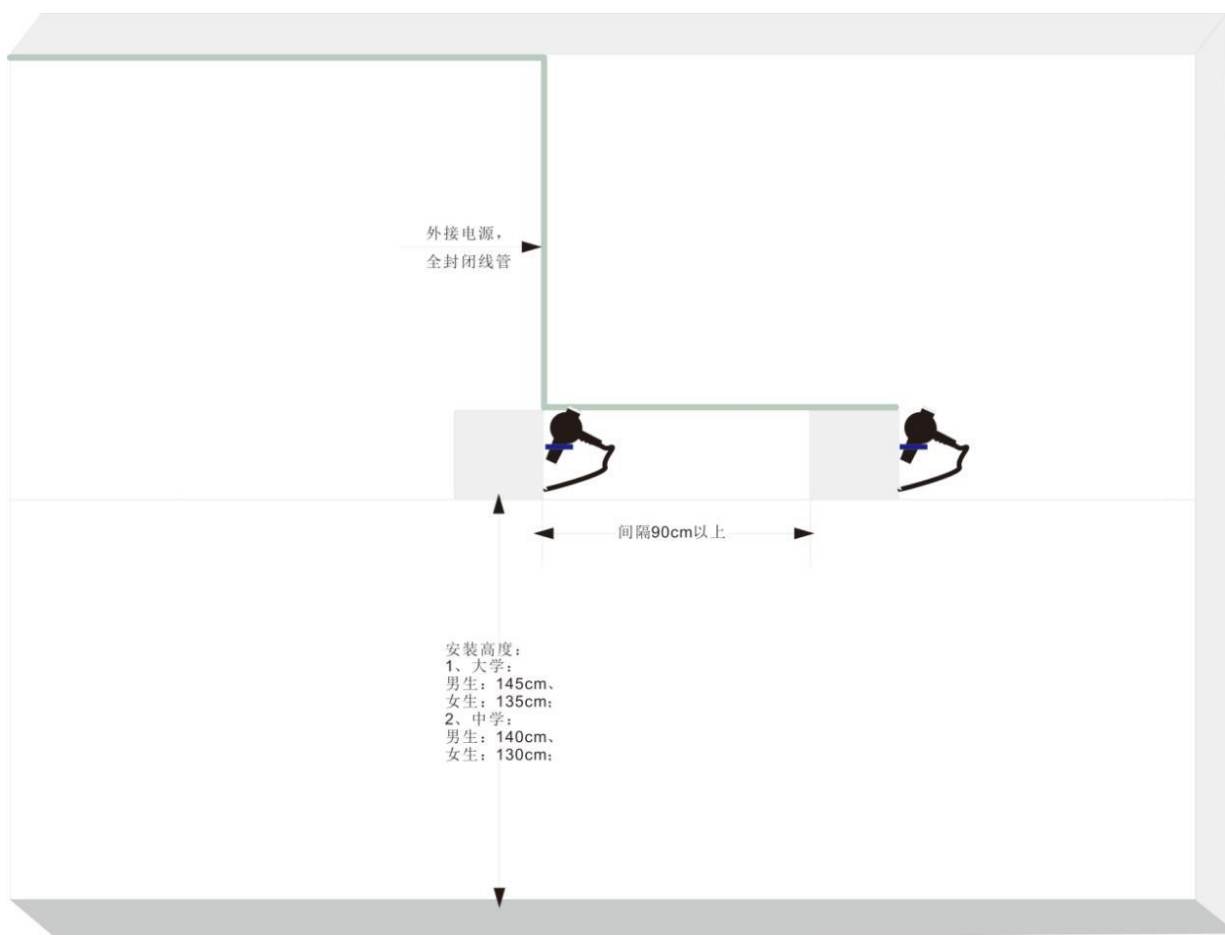 外接电源，
全封闭线管
间隔90cm以上
安装高度：
1、大学：
男生：145cm、
女生：135cm；
2、中学：
男生：140cm、
女生：130cm；